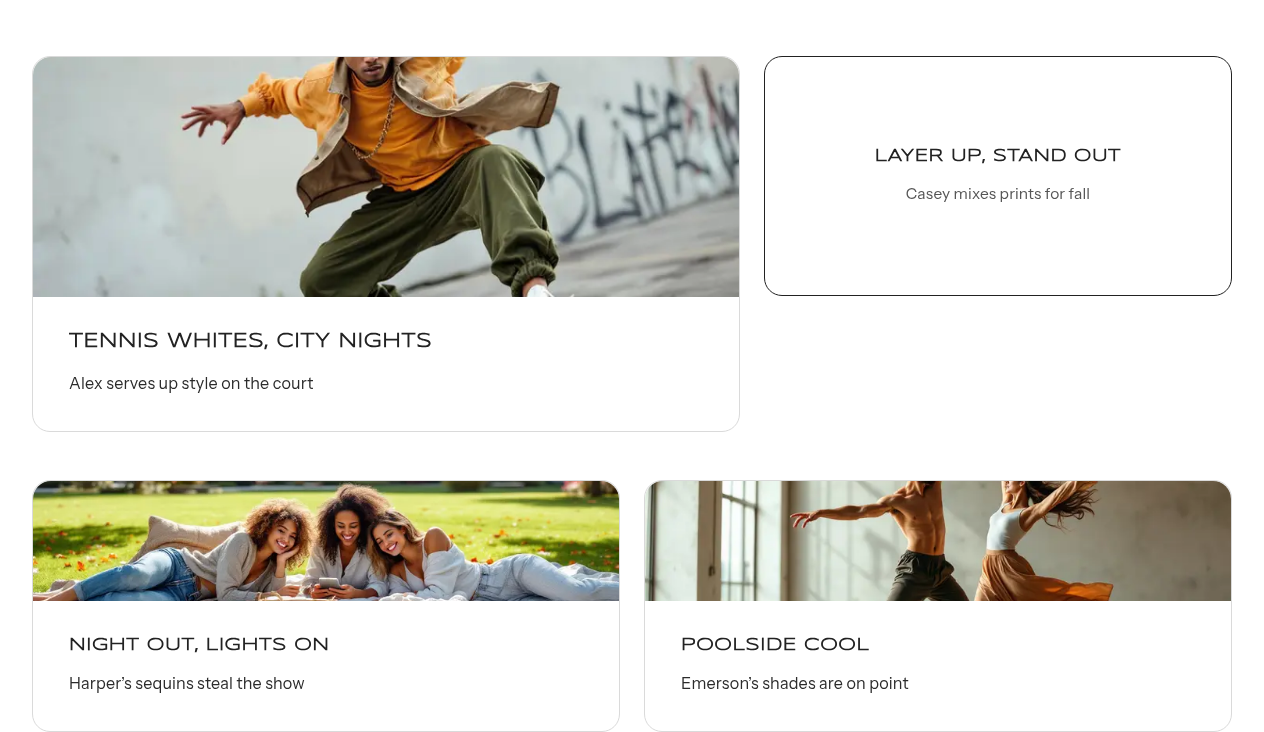 TENNIS WHITES, CITY NIGHTS
Alex serves up style on the court
LAYER UP, STAND OUT
Casey mixes prints for fall
NIGHT OUT, LIGHTS ON
Harper’s sequins steal the show
POOLSIDE COOL
Emerson’s shades are on point